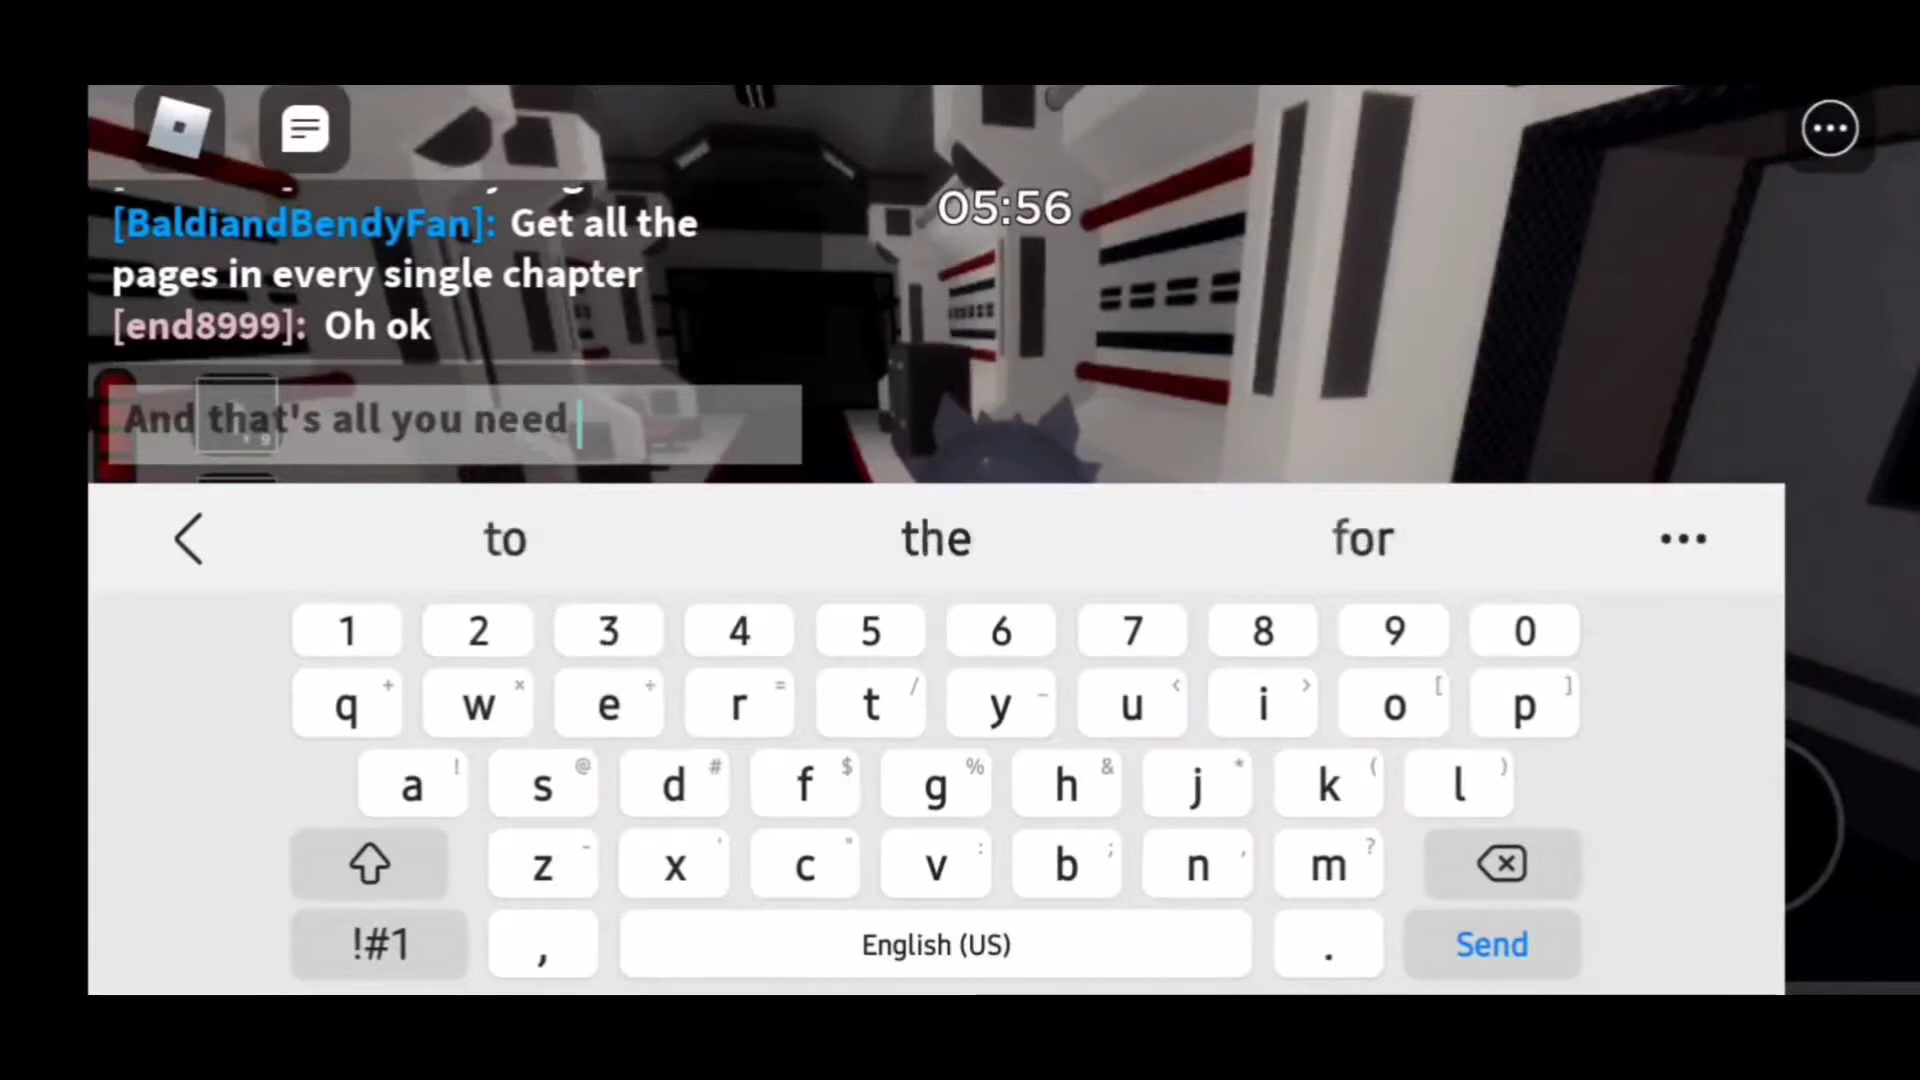 05:56
[BaldiandBendyFan]: Get all the
pages in every single chapter
[end8999]: Oh ok
And that's all you need
to the for
1 2 3 4 5 6 7 8 9 0
q + w × e ÷ r = t / y _ u < i > o [ p ]
a ! s @ d # f $ g % h & j * k ( l )
z - x ' c " v : b ; n , m ?
!#1 , English (US) . Send